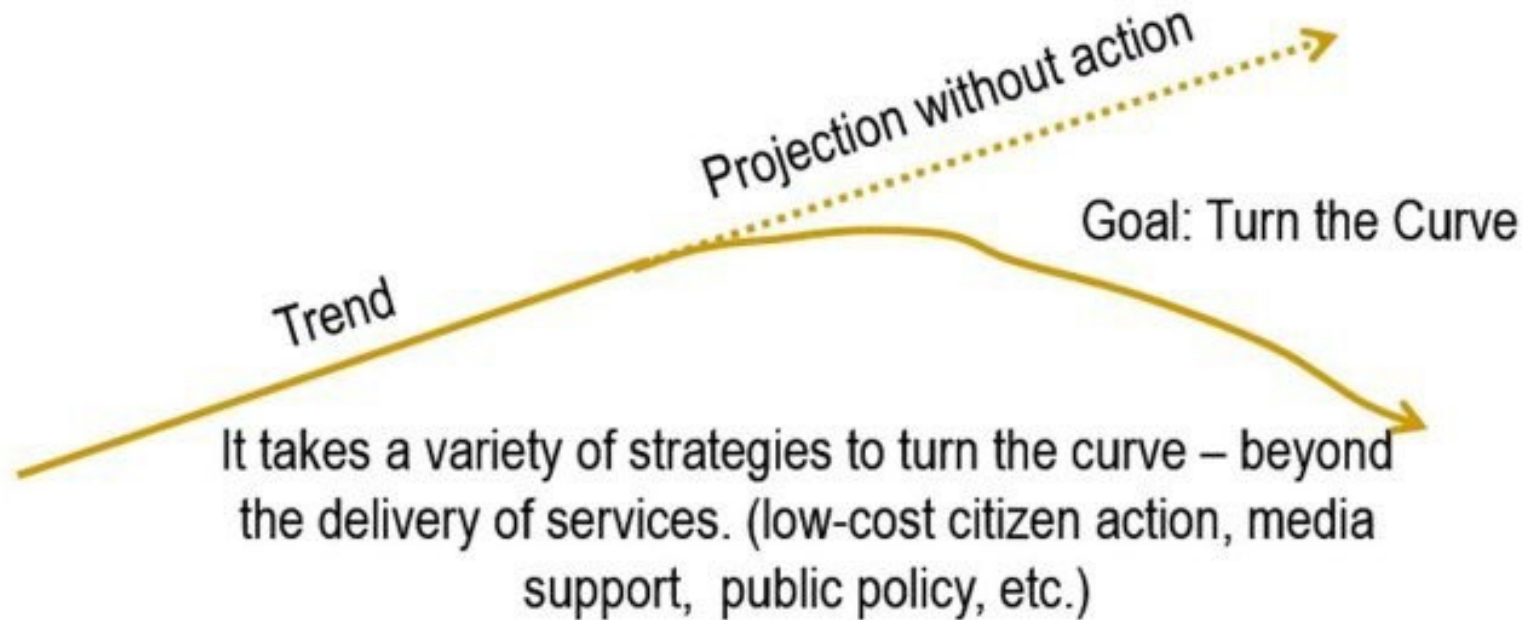 Projection without action
Goal: Turn the Curve
Trend
It takes a variety of strategies to turn the curve – beyond
the delivery of services. (low-cost citizen action, media
support,  public policy, etc.)